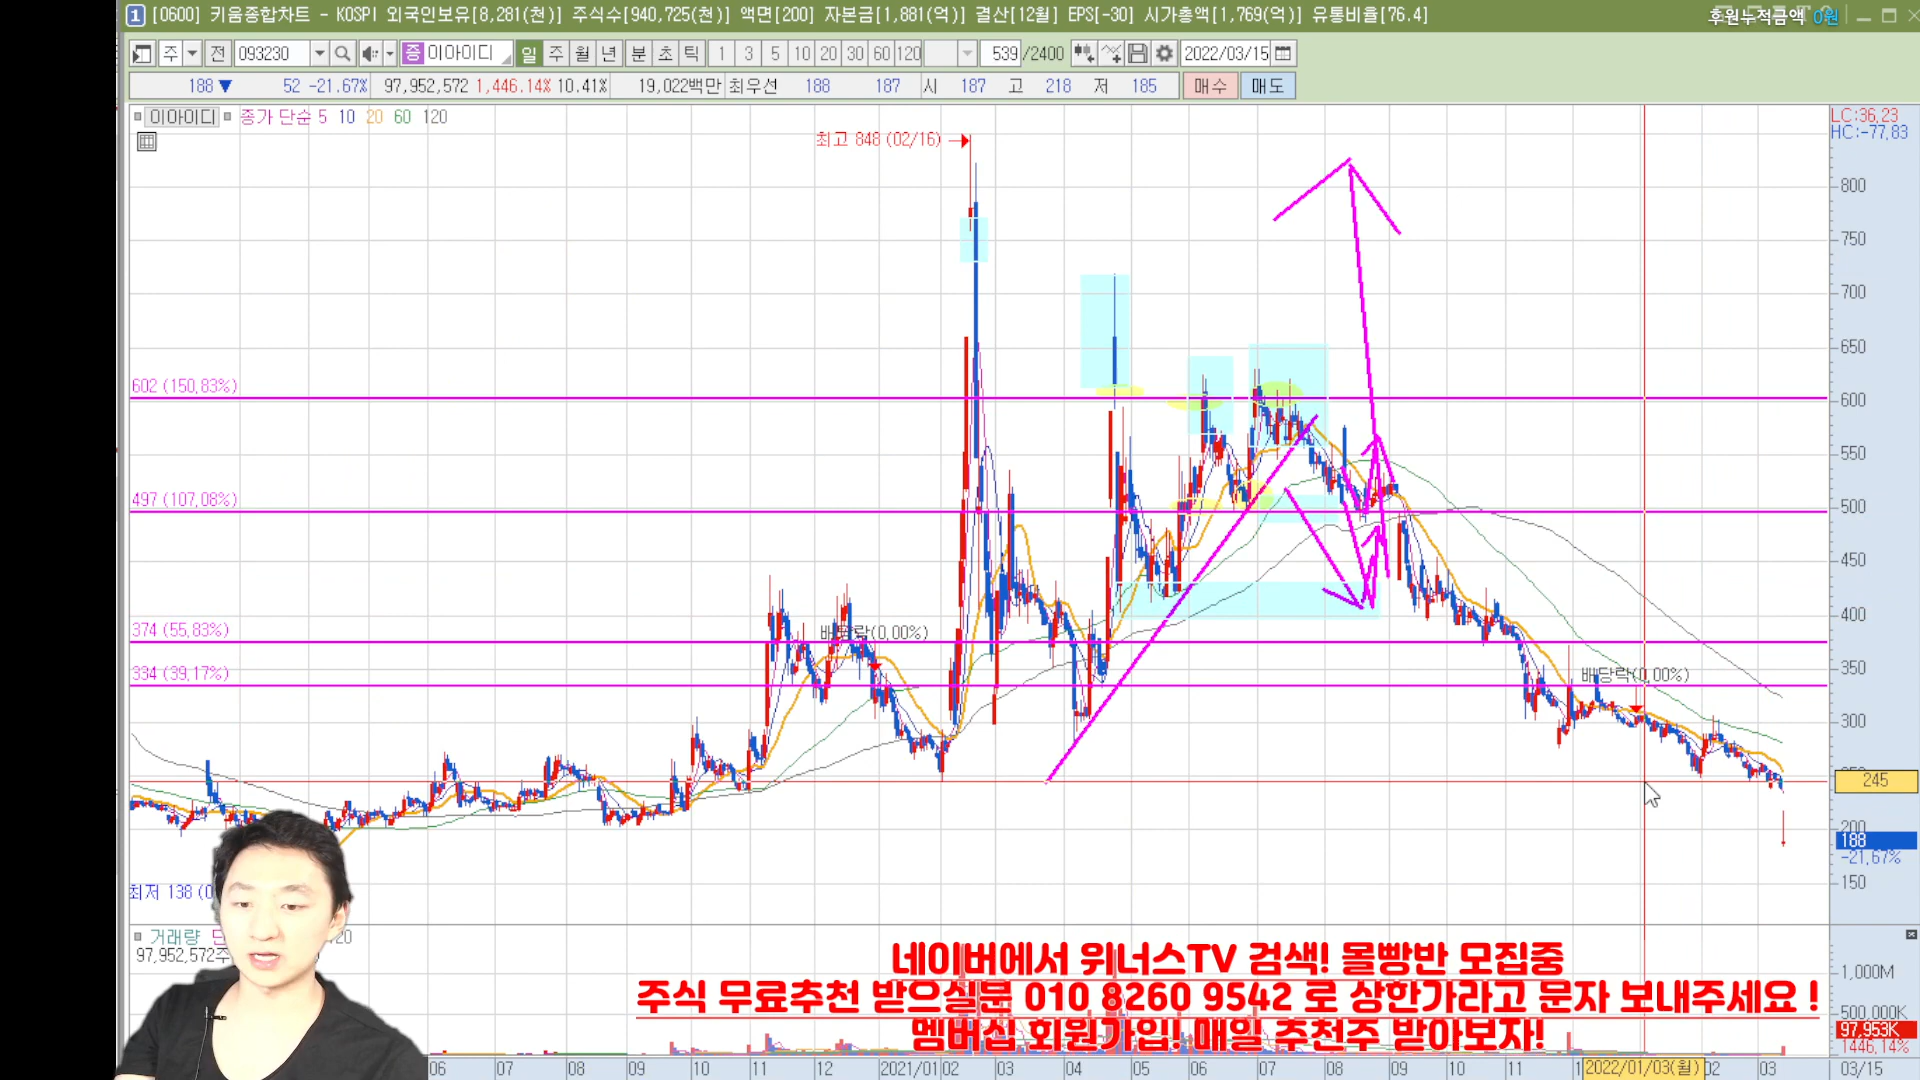 1 [0600] 키움종합차트 - KOSPI 외국인보유[8,281(천)] 주식수[940,725(천)] 액면[200] 자본금[1,881(억)] 결산[12월] EPS[-30] 시가총액[1,769(억)] 유통비율[76.4] 후원누적금액 0원
주 전 093230 증 이아이디 일 주 월 년 분 초 틱 1 3 5 10 20 30 60 120 539 /2400 2022/03/15
188 ▼ 52 -21.67% 97,952,572 1,446.14% 10.41% 19,022백만 최우선 188 187 시 187 고 218 저 185 매수 매도
이아이디 종가 단순 5 10 20 60 120
LC:36,23
HC:-77,83
최고 848 (02/16)
800
750
700
650
602 (150,83%)
600
550
497 (107,08%)
500
450
400
374 (55,83%)
배당락(0,00%)
350
334 (39,17%)
배당락(0,00%)
300
245
200
188
-21,67%
150
최저 138 (0
거래량 단
97,952,572주
네이버에서 위너스TV 검색! 몰빵반 모집중
1,000M
주식 무료추천 받으실분 010 8260 9542 로 상한가라고 문자 보내주세요 !
500,000K
97,953K
멤버십 회원가입! 매일 추천주 받아보자!
1446,14%
06 07 08 09 10 11 12 2021/01 02 03 04 05 06 07 08 09 10 11 2022/01/03(월) 02 03 03/15